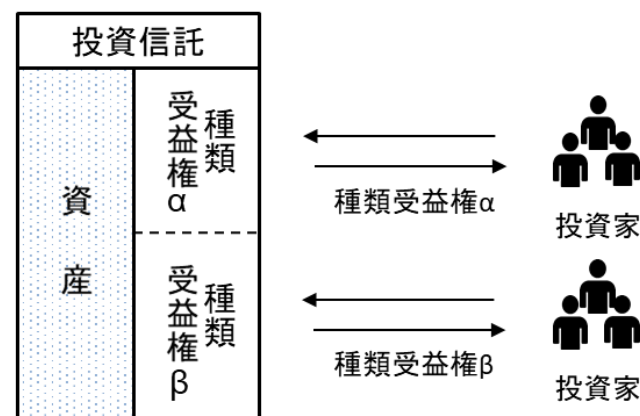 投資信託
資
産
種類
受益権α
種類受益権α
投資家
種類
受益権β
種類受益権β
投資家